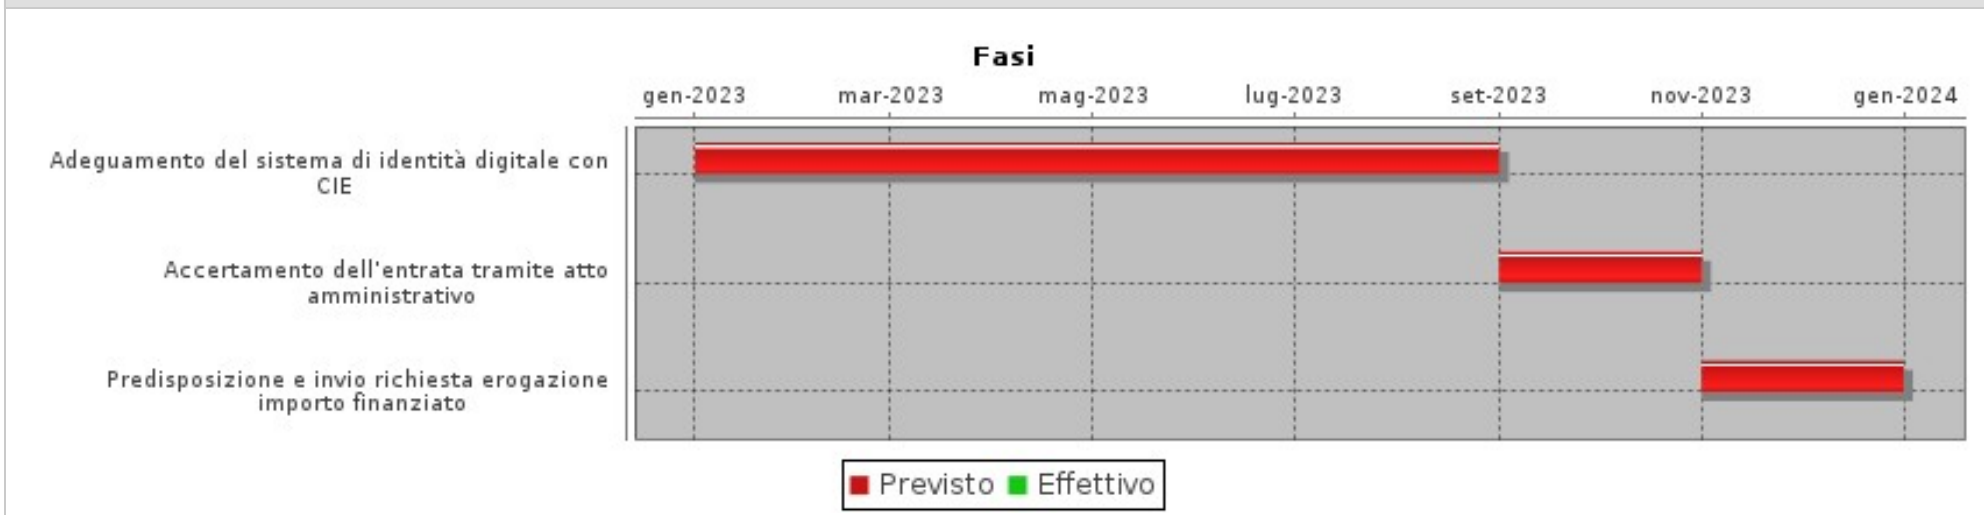 Fasi
gen-2023 mar-2023 mag-2023 lug-2023 set-2023 nov-2023 gen-2024
Adeguamento del sistema di identità digitale con
CIE
Accertamento dell'entrata tramite atto
amministrativo
Predisposizione e invio richiesta erogazione
importo finanziato
Previsto Effettivo